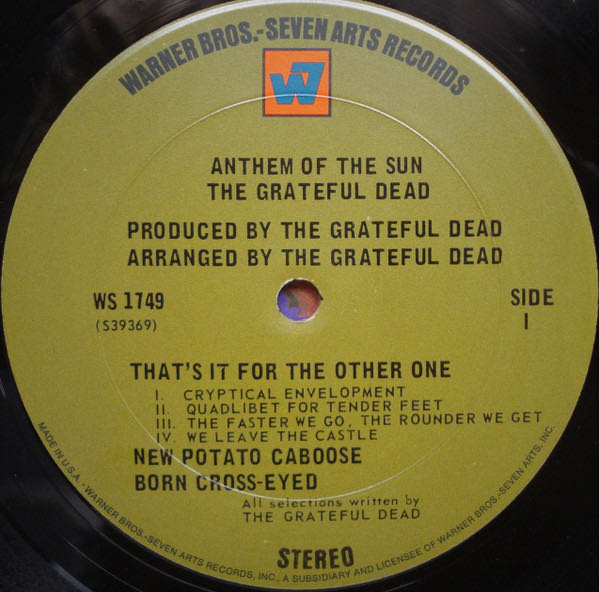 WARNER BROS.-SEVEN ARTS RECORDS
W7
ANTHEM OF THE SUN
THE GRATEFUL DEAD
PRODUCED BY THE GRATEFUL DEAD
ARRANGED BY THE GRATEFUL DEAD
WS 1749
(S39369)
SIDE
1
THAT'S IT FOR THE OTHER ONE
I. CRYPTICAL ENVELOPMENT
II. QUADLIBET FOR TENDER FEET
III. THE FASTER WE GO, THE ROUNDER WE GET
IV. WE LEAVE THE CASTLE
NEW POTATO CABOOSE
BORN CROSS-EYED
All selections written by
THE GRATEFUL DEAD
STEREO
MADE IN U.S.A. - WARNER BROS.-SEVEN ARTS RECORDS, INC., A SUBSIDIARY AND LICENSEE OF WARNER BROS.-SEVEN ARTS, INC.